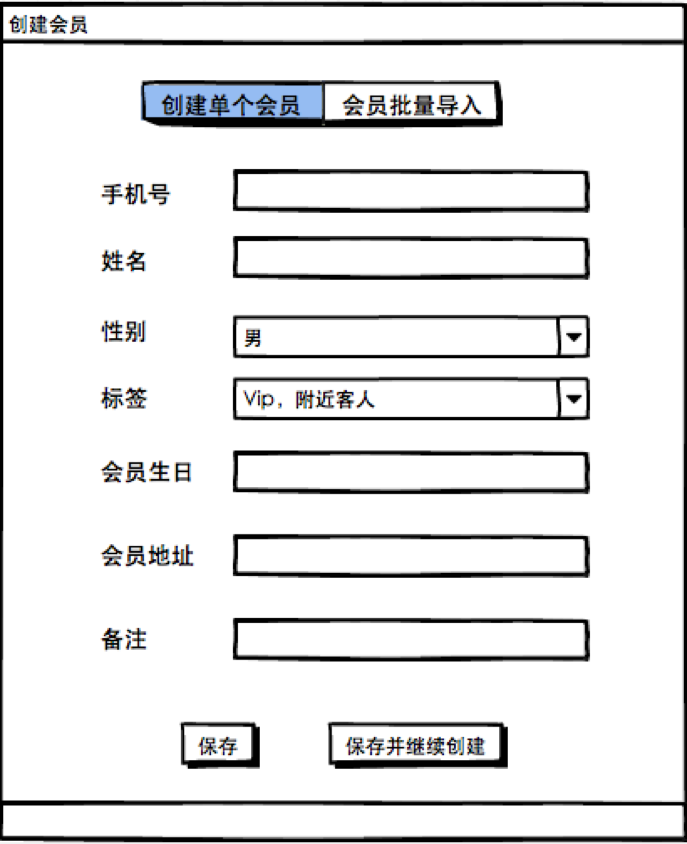 创建会员
创建单个会员 会员批量导入
手机号
姓名
性别 男
标签 Vip，附近客人
会员生日
会员地址
备注
保存 保存并继续创建